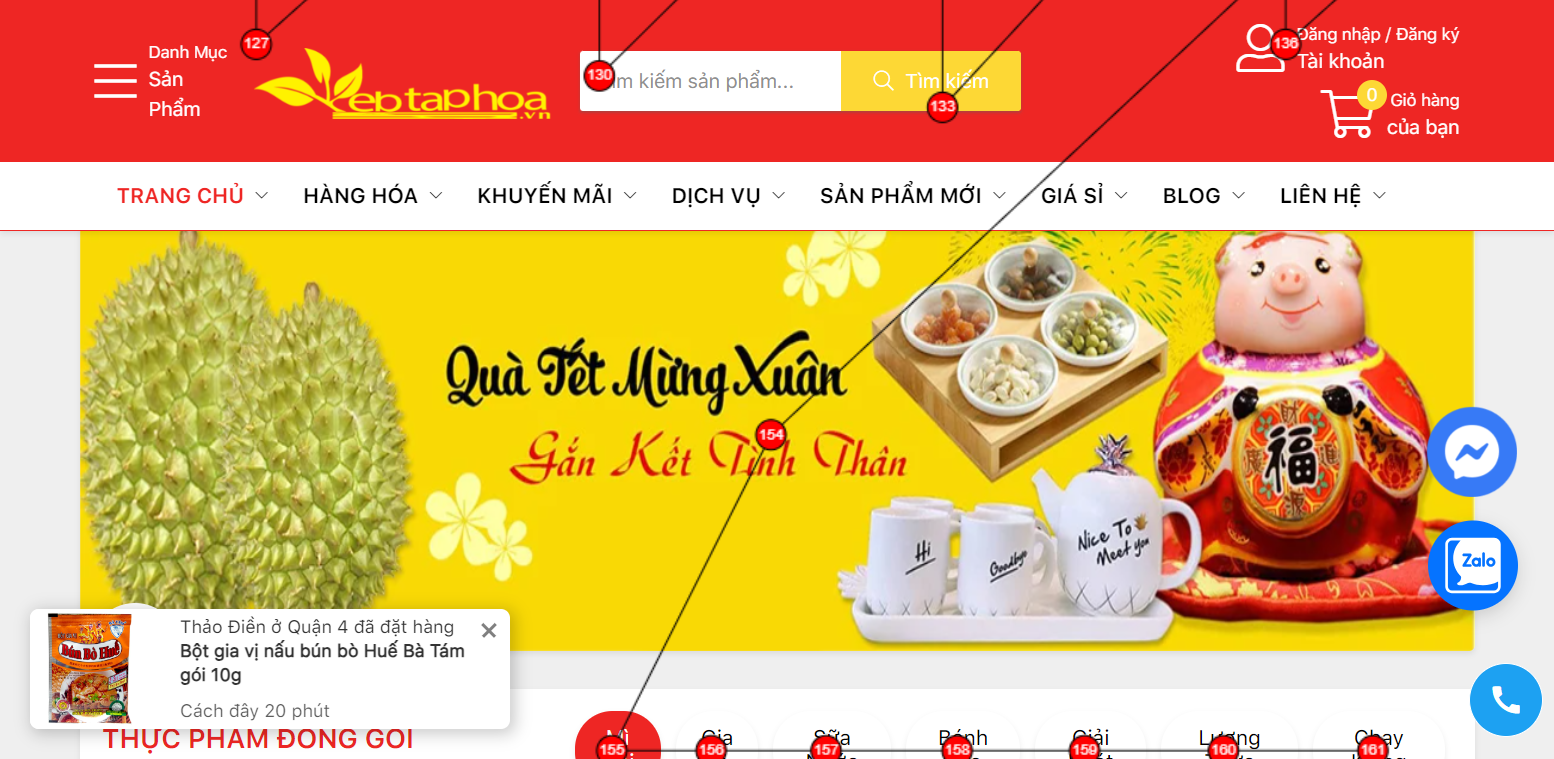 127
130
133
136
Danh Mục
Sản
Phẩm
eptaphoa
.vn
m kiếm sản phẩm...
Tìm kiếm
Đăng nhập / Đăng ký
Tài khoản
0
Giỏ hàng
của bạn
TRANG CHỦ
HÀNG HÓA
KHUYẾN MÃI
DỊCH VỤ
SẢN PHẨM MỚI
GIÁ SỈ
BLOG
LIÊN HỆ
Quà Tết Mừng Xuân
154
Gắn Kết Tình Thân
福
Hi
Goodbye
Nice To
Meet you
Zalo
Bún Bò Huế
Thảo Điền ở Quận 4 đã đặt hàng
Bột gia vị nấu bún bò Huế Bà Tám
gói 10g
Cách đây 20 phút
THỰC PHẨM ĐÓNG GÓI
Mì
Gia
Sữa
Bánh
Giải
Lương
Chay
155
156
157
158
159
160
161